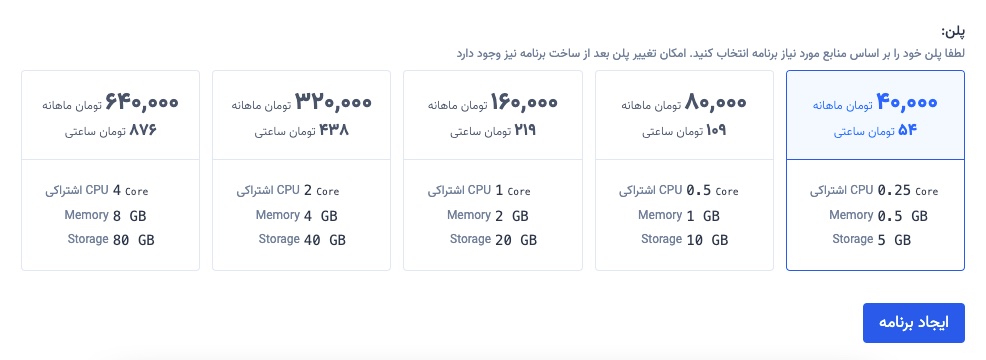 پلن:
لطفا پلن خود را بر اساس منابع مورد نیاز برنامه انتخاب کنید. امکان تغییر پلن بعد از ساخت برنامه نیز وجود دارد
۴۰,۰۰۰ تومان ماهانه
۵۴ تومان ساعتی
0.25 Core CPU اشتراکی
Memory 0.5 GB
Storage 5 GB
۸۰,۰۰۰ تومان ماهانه
۱۰۹ تومان ساعتی
0.5 Core CPU اشتراکی
Memory 1 GB
Storage 10 GB
۱۶۰,۰۰۰ تومان ماهانه
۲۱۹ تومان ساعتی
1 Core CPU اشتراکی
Memory 2 GB
Storage 20 GB
۳۲۰,۰۰۰ تومان ماهانه
۴۳۸ تومان ساعتی
2 Core CPU اشتراکی
Memory 4 GB
Storage 40 GB
۶۴۰,۰۰۰ تومان ماهانه
۸۷۶ تومان ساعتی
4 Core CPU اشتراکی
Memory 8 GB
Storage 80 GB
ایجاد برنامه